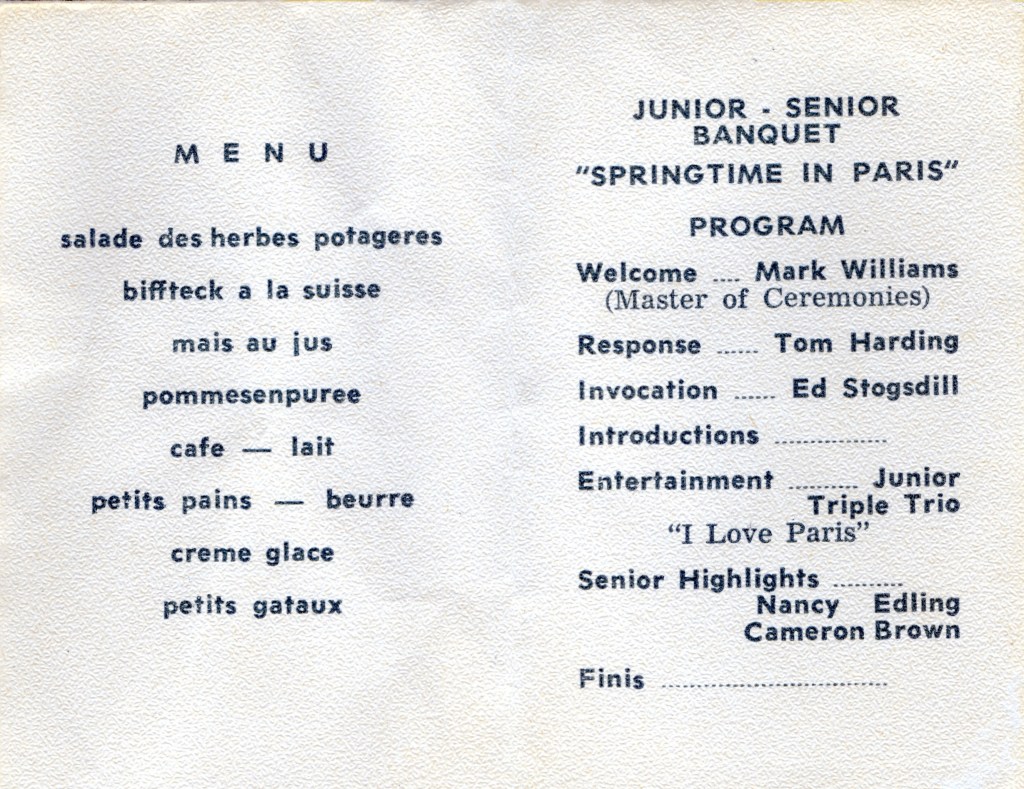 M E N U
salade des herbes potageres
biffteck a la suisse
mais au jus
pommesenpuree
cafe — lait
petits pains — beurre
creme glace
petits gataux
JUNIOR - SENIOR
BANQUET
"SPRINGTIME IN PARIS"
PROGRAM
Welcome .... Mark Williams
(Master of Ceremonies)
Response ...... Tom Harding
Invocation ...... Ed Stogsdill
Introductions ................
Entertainment .......... Junior
Triple Trio
"I Love Paris"
Senior Highlights ..........
Nancy Edling
Cameron Brown
Finis ................................